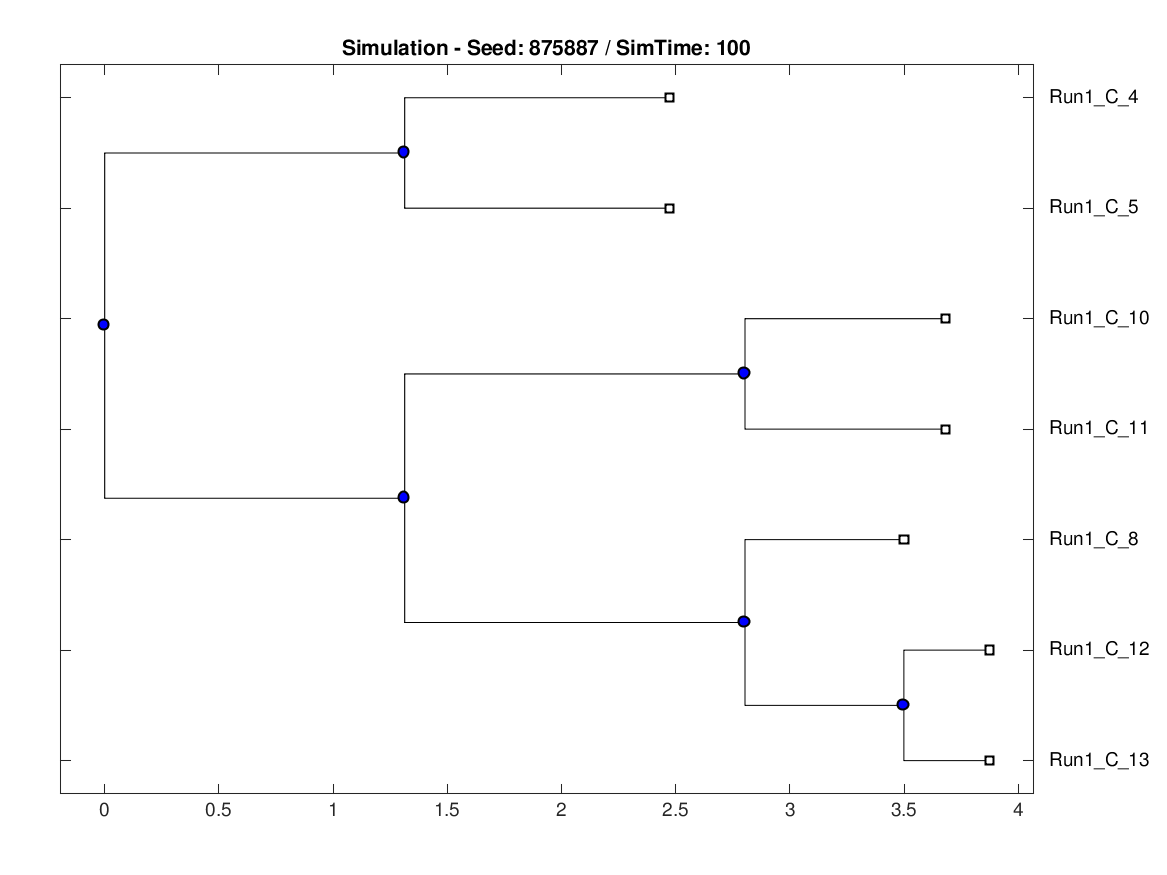 Simulation - Seed: 875887 / SimTime: 100
Run1_C_4
Run1_C_5
Run1_C_10
Run1_C_11
Run1_C_8
Run1_C_12
Run1_C_13
0 0.5 1 1.5 2 2.5 3 3.5 4